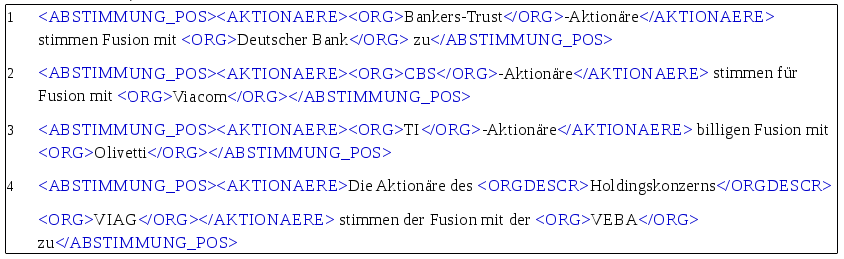 1 <ABSTIMMUNG_POS><AKTIONAERE><ORG>Bankers-Trust</ORG>-Aktionäre</AKTIONAERE>
stimmen Fusion mit <ORG>Deutscher Bank</ORG> zu</ABSTIMMUNG_POS>
2 <ABSTIMMUNG_POS><AKTIONAERE><ORG>CBS</ORG>-Aktionäre</AKTIONAERE> stimmen für
Fusion mit <ORG>Viacom</ORG></ABSTIMMUNG_POS>
3 <ABSTIMMUNG_POS><AKTIONAERE><ORG>TI</ORG>-Aktionäre</AKTIONAERE> billigen Fusion mit
<ORG>Olivetti</ORG></ABSTIMMUNG_POS>
4 <ABSTIMMUNG_POS><AKTIONAERE>Die Aktionäre des <ORGDESCR>Holdingskonzerns</ORGDESCR>
<ORG>VIAG</ORG></AKTIONAERE> stimmen der Fusion mit der <ORG>VEBA</ORG>
zu</ABSTIMMUNG_POS>